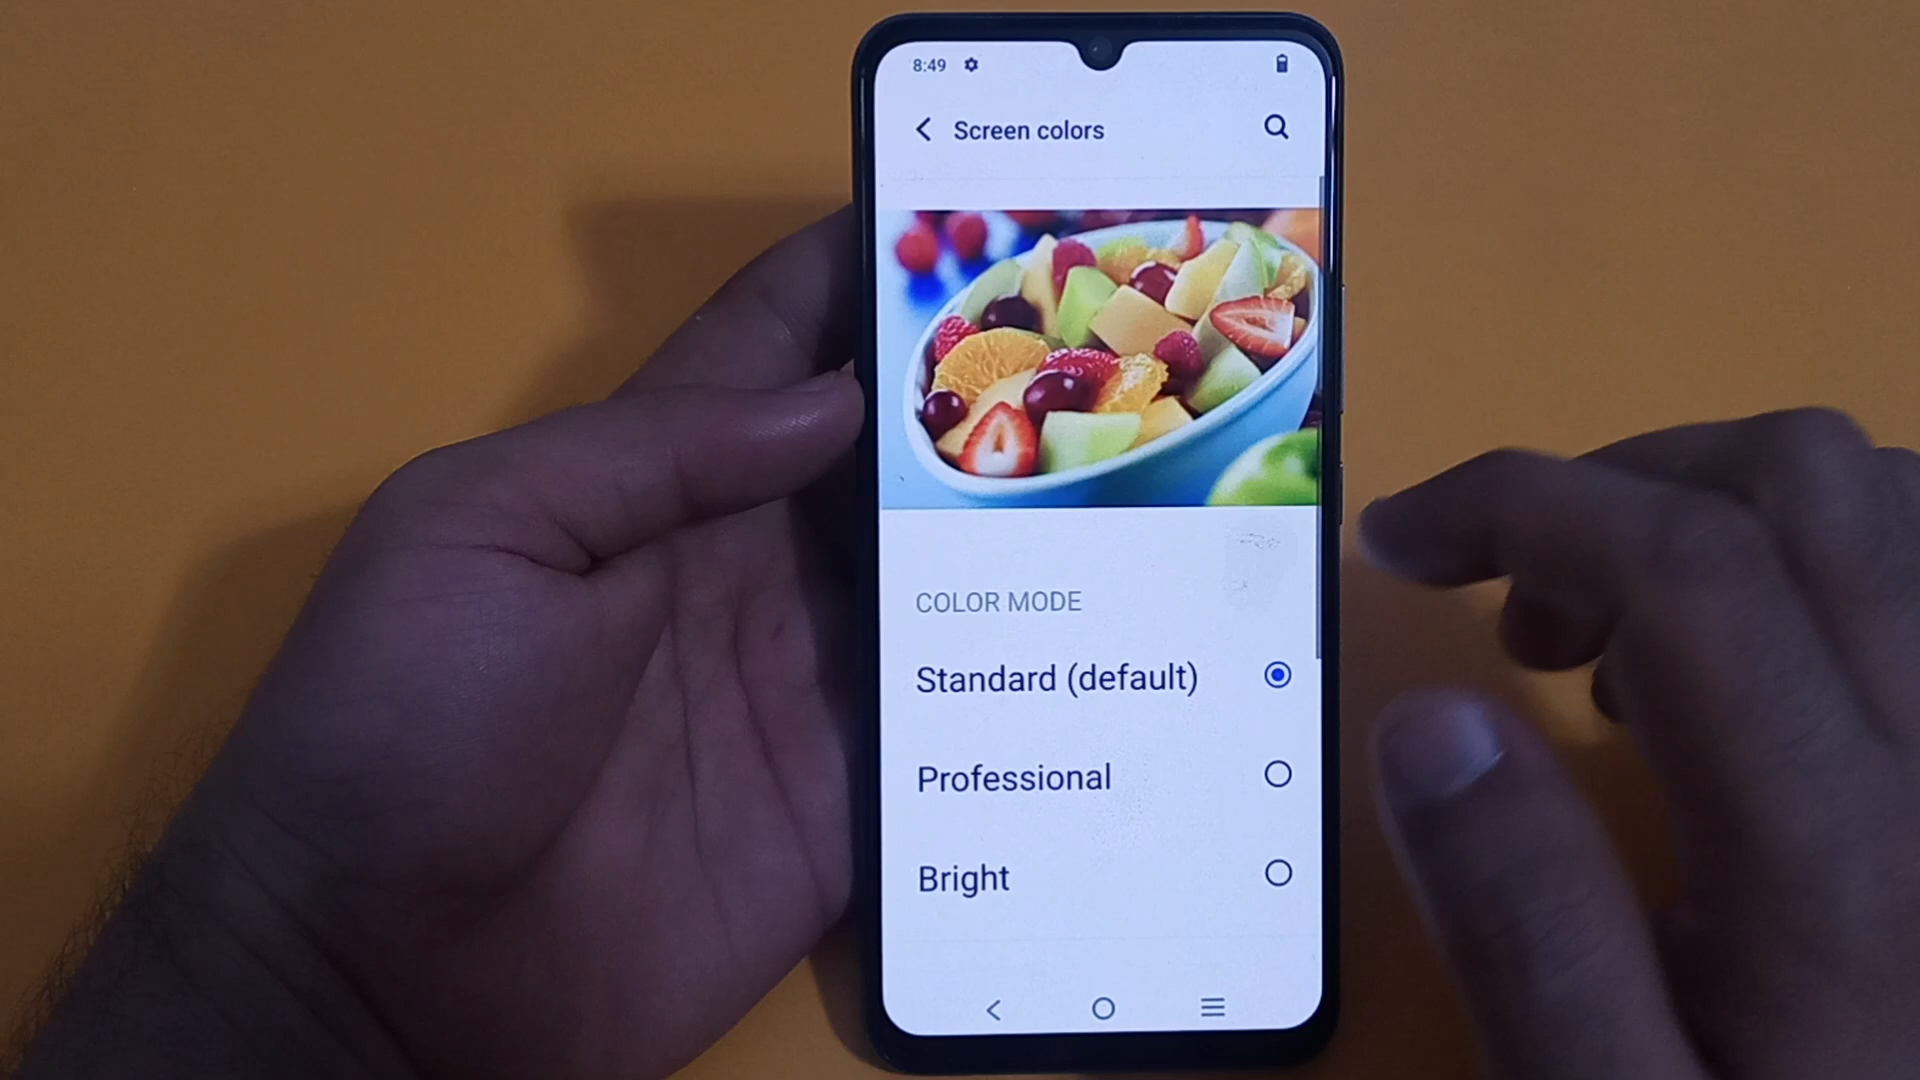 8:49
Screen colors
COLOR MODE
Standard (default)
Professional
Bright